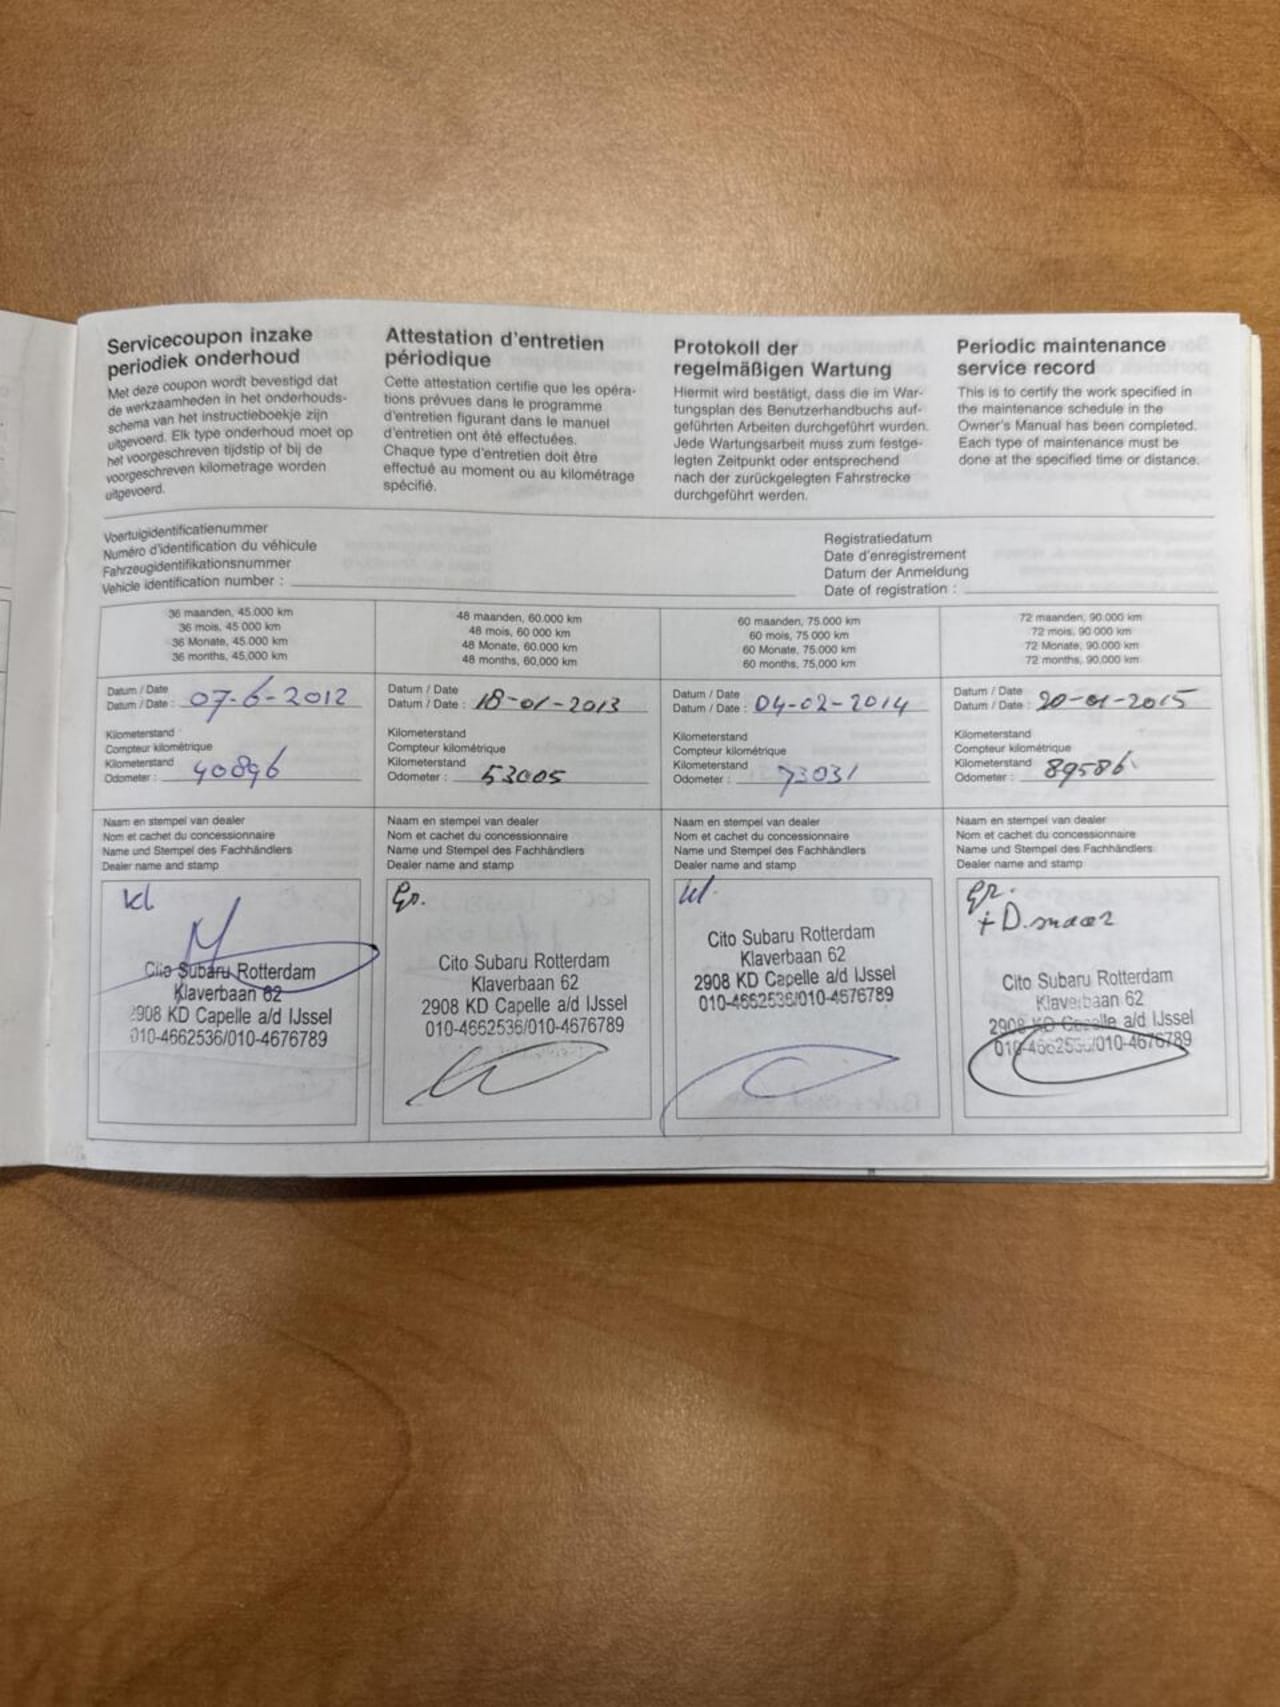 Servicecoupon inzake
periodiek onderhoud
Met deze coupon wordt bevestigd dat
de werkzaamheden in het onderhouds-
schema van het instructieboekje zijn
uitgevoerd. Elk type onderhoud moet op
het voorgeschreven tijdstip of bij de
voorgeschreven kilometrage worden
uitgevoerd.
Attestation d'entretien
périodique
Cette attestation certifie que les opéra-
tions prévues dans le programme
d'entretien figurant dans le manuel
d'entretien ont été effectuées.
Chaque type d'entretien doit être
effectué au moment ou au kilométrage
spécifié.
Protokoll der
regelmäßigen Wartung
Hiermit wird bestätigt, dass die im War-
tungsplan des Benutzerhandbuchs auf-
geführten Arbeiten durchgeführt wurden.
Jede Wartungsarbeit muss zum festge-
legten Zeitpunkt oder entsprechend
nach der zurückgelegten Fahrstrecke
durchgeführt werden.
Periodic maintenance
service record
This is to certify the work specified in
the maintenance schedule in the
Owner's Manual has been completed.
Each type of maintenance must be
done at the specified time or distance.
Voertuigidentificatienummer
Numéro d'identification du véhicule
Fahrzeugidentifikationsnummer
Vehicle identification number :
Registratiedatum
Date d'enregistrement
Datum der Anmeldung
Date of registration :
36 maanden, 45.000 km
36 mois, 45 000 km
36 Monate, 45.000 km
36 months, 45,000 km
Datum / Date
Datum / Date : 07-6-2012
Kilometerstand
Compteur kilométrique
Kilometerstand
Odometer : 40896
Naam en stempel van dealer
Nom et cachet du concessionnaire
Name und Stempel des Fachhändlers
Dealer name and stamp
kl
Cito Subaru Rotterdam
Klaverbaan 62
2908 KD Capelle a/d IJssel
010-4662536/010-4676789
48 maanden, 60.000 km
48 mois, 60 000 km
48 Monate, 60.000 km
48 months, 60,000 km
Datum / Date
Datum / Date : 18-01-2013
Kilometerstand
Compteur kilométrique
Kilometerstand
Odometer : 53005
Naam en stempel van dealer
Nom et cachet du concessionnaire
Name und Stempel des Fachhändlers
Dealer name and stamp
Gr.
Cito Subaru Rotterdam
Klaverbaan 62
2908 KD Capelle a/d IJssel
010-4662536/010-4676789
60 maanden, 75.000 km
60 mois, 75 000 km
60 Monate, 75.000 km
60 months, 75,000 km
Datum / Date
Datum / Date : 04-02-2014
Kilometerstand
Compteur kilométrique
Kilometerstand
Odometer : 73031
Naam en stempel van dealer
Nom et cachet du concessionnaire
Name und Stempel des Fachhändlers
Dealer name and stamp
kl.
Cito Subaru Rotterdam
Klaverbaan 62
2908 KD Capelle a/d IJssel
010-4662536/010-4676789
72 maanden, 90.000 km
72 mois, 90 000 km
72 Monate, 90.000 km
72 months, 90,000 km
Datum / Date
Datum / Date : 20-01-2015
Kilometerstand
Compteur kilométrique
Kilometerstand
Odometer : 89586
Naam en stempel van dealer
Nom et cachet du concessionnaire
Name und Stempel des Fachhändlers
Dealer name and stamp
gr.
+ D.snaar
Cito Subaru Rotterdam
Klaverbaan 62
2908 KD Capelle a/d IJssel
010-4662536/010-4676789